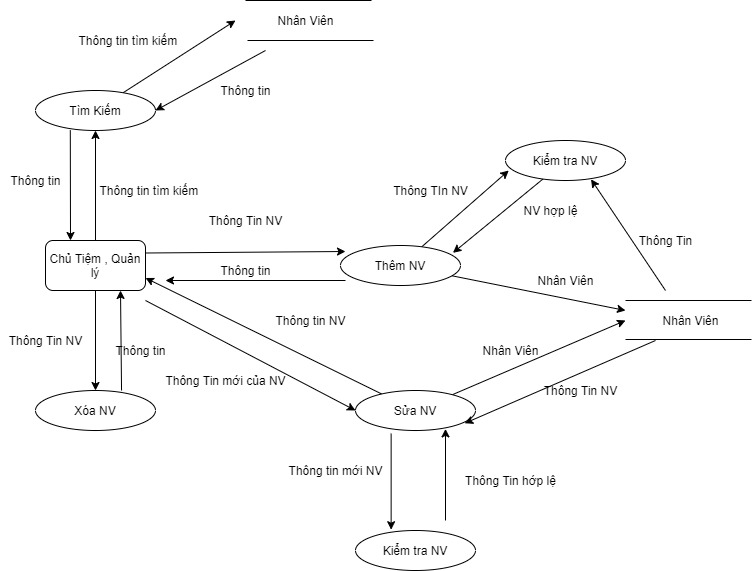 Nhân Viên
Thông tin tìm kiếm
Thông tin
Tìm Kiếm
Kiểm tra NV
Thông tin
Thông tin tìm kiếm
Thông TIn NV
NV hợp lệ
Thông Tin NV
Thông Tin
Chủ Tiệm , Quản
lý
Thông tin
Thêm NV
Nhân Viên
Thông tin NV
Nhân Viên
Thông Tin NV
Thông tin
Nhân Viên
Thông Tin mới của NV
Thông Tin NV
Xóa NV
Sửa NV
Thông tin mới NV
Thông Tin hớp lệ
Kiểm tra NV